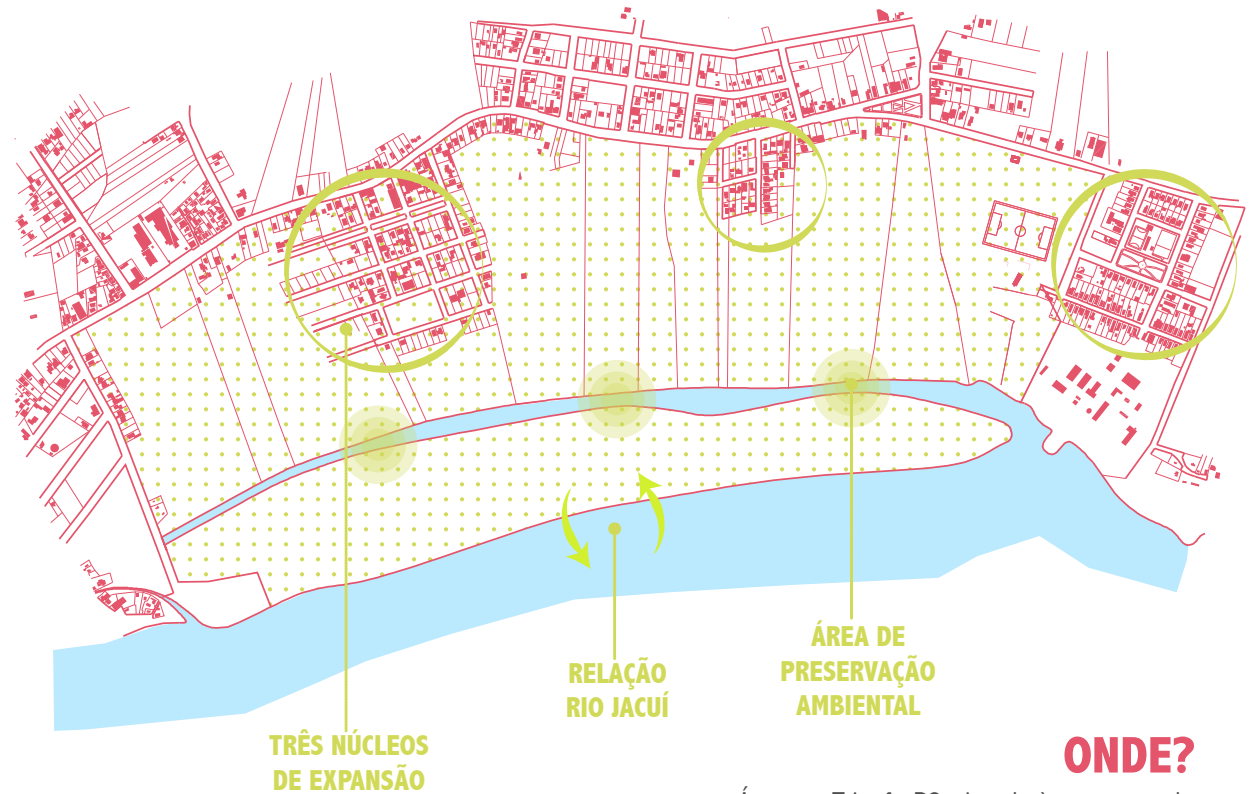 ÁREA DE
PRESERVAÇÃO
AMBIENTAL
RELAÇÃO
RIO JACUÍ
TRÊS NÚCLEOS
DE EXPANSÃO
ONDE?